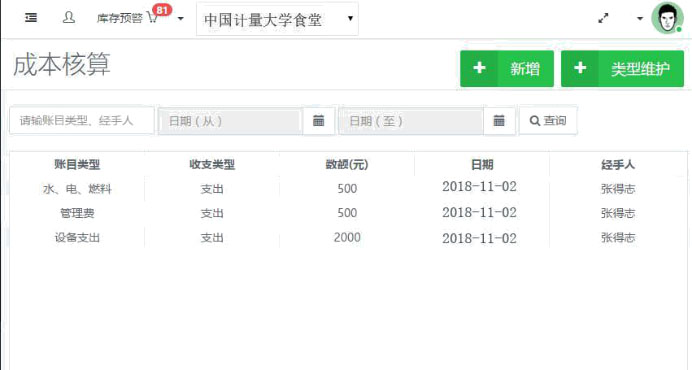 库存预警 81 中国计量大学食堂
成本核算 新增 类型维护
请输账目类型、经手人 日期（从） 日期（至） 查询
账目类型 收支类型 数额(元) 日期 经手人
水、电、燃料 支出 500 2018-11-02 张得志
管理费 支出 500 2018-11-02 张得志
设备支出 支出 2000 2018-11-02 张得志